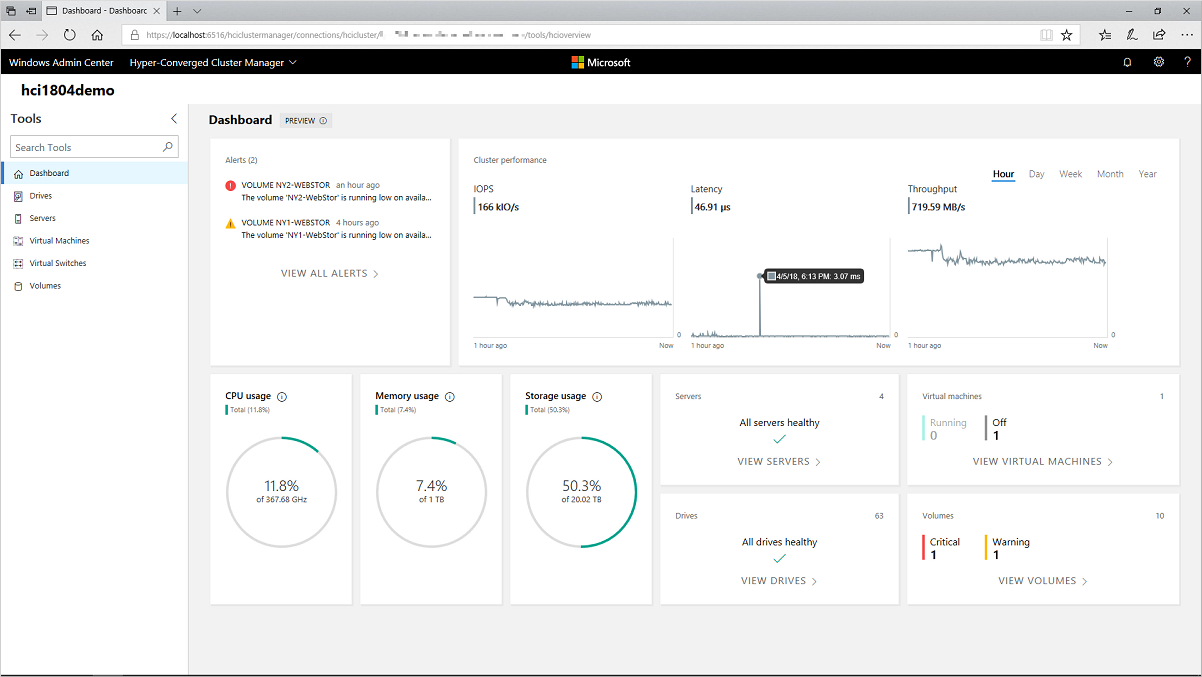 Dashboard - Dashboard
https://localhost:6516/hciclustermanager/connections/hcicluster/
/tools/hcioverview
Windows Admin Center
Hyper-Converged Cluster Manager
Microsoft
?
hci1804demo
Tools
Search Tools
Dashboard
Drives
Servers
Virtual Machines
Virtual Switches
Volumes
Dashboard
PREVIEW
Alerts (2)
VOLUME NY2-WEBSTOR an hour ago
The volume 'NY2-WebStor' is running low on availa...
VOLUME NY1-WEBSTOR 4 hours ago
The volume 'NY1-WebStor' is running low on availa...
VIEW ALL ALERTS
Cluster performance
Hour Day Week Month Year
IOPS
166 kIO/s
0
1 hour ago Now
Latency
46.91 μs
4/5/18, 6:13 PM: 3.07 ms
0
1 hour ago Now
Throughput
719.59 MB/s
0
1 hour ago Now
CPU usage
Total (11.8%)
11.8%
of 367.68 GHz
Memory usage
Total (7.4%)
7.4%
of 1 TB
Storage usage
Total (50.3%)
50.3%
of 20.02 TB
Servers 4
All servers healthy
VIEW SERVERS
Virtual machines 1
Running Off
0 1
VIEW VIRTUAL MACHINES
Drives 63
All drives healthy
VIEW DRIVES
Volumes 10
Critical Warning
1 1
VIEW VOLUMES